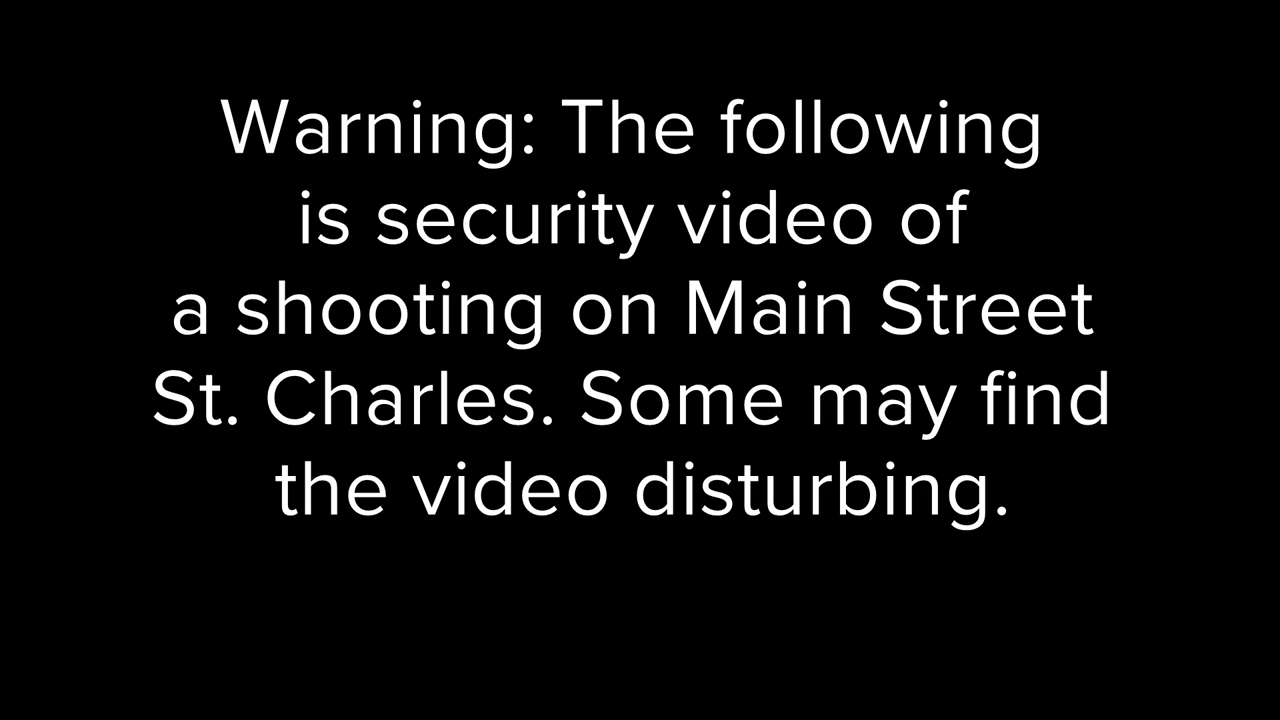 Warning: The following
is security video of
a shooting on Main Street
St. Charles. Some may find
the video disturbing.